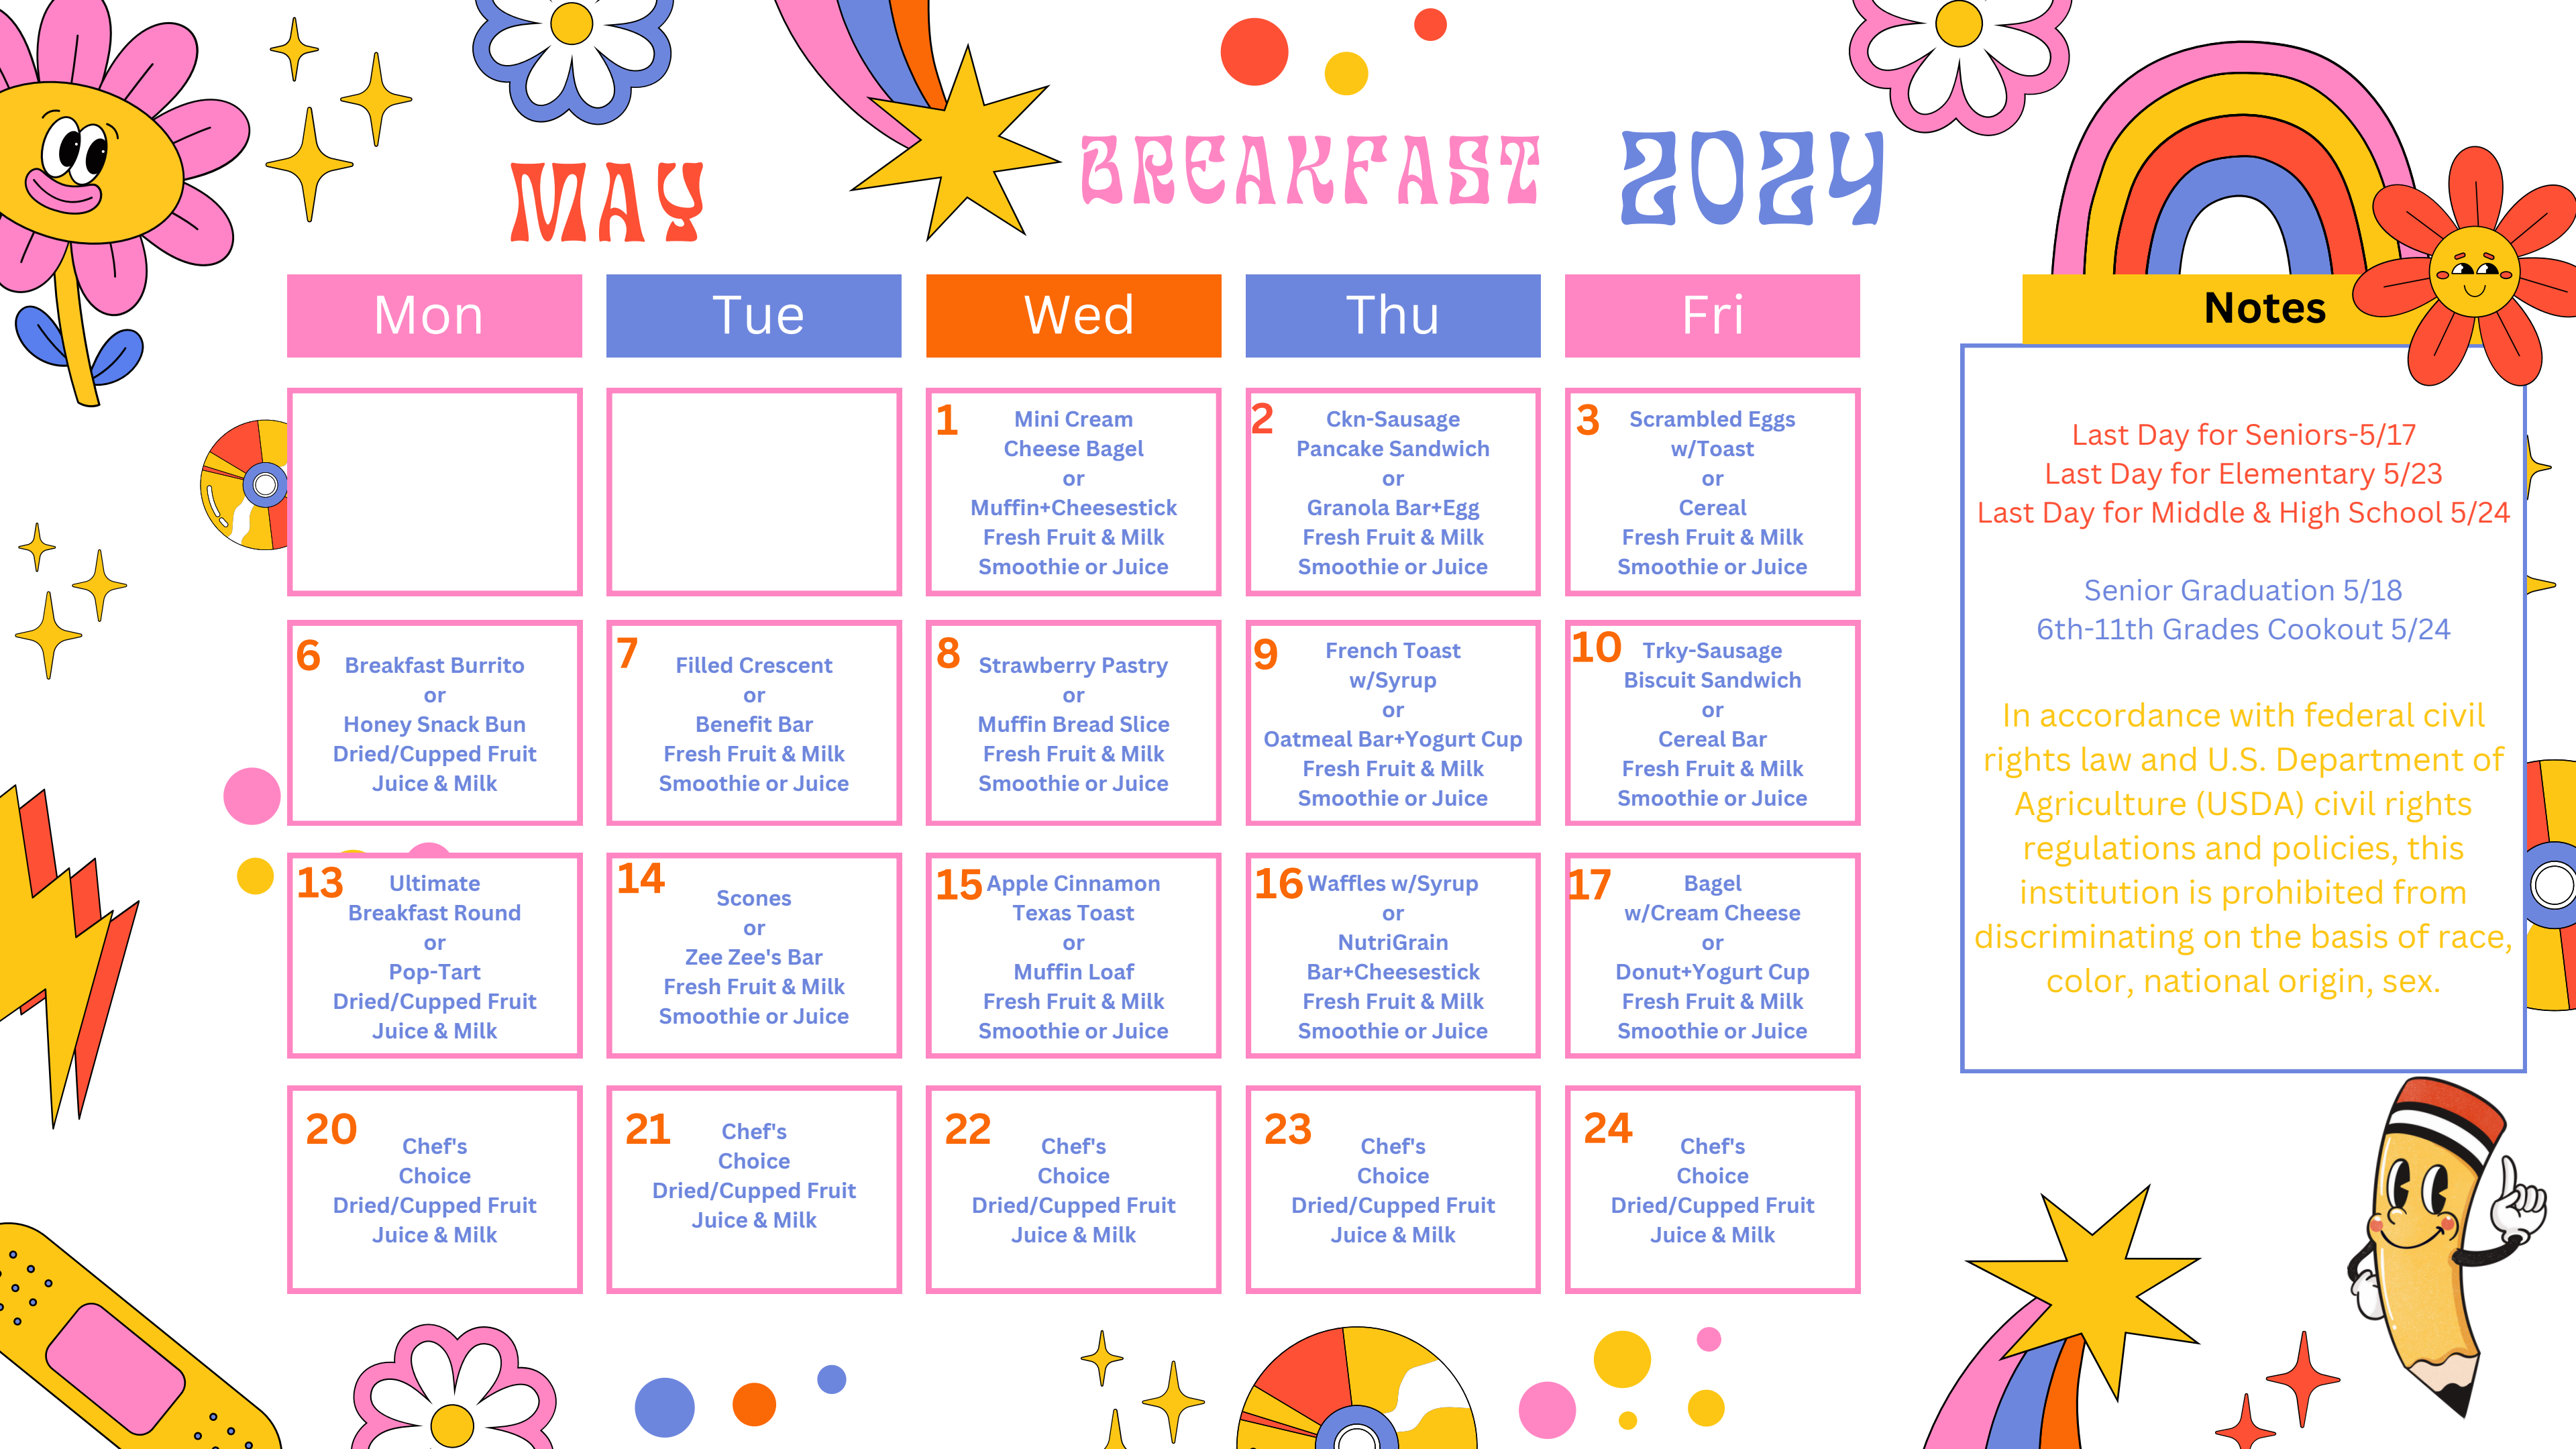 MAY
BREAKFAST
2024
Mon
Tue
Wed
Thu
Fri
1
Mini Cream
Cheese Bagel
or
Muffin+Cheesestick
Fresh Fruit & Milk
Smoothie or Juice
2
Ckn-Sausage
Pancake Sandwich
or
Granola Bar+Egg
Fresh Fruit & Milk
Smoothie or Juice
3
Scrambled Eggs
w/Toast
or
Cereal
Fresh Fruit & Milk
Smoothie or Juice
6
Breakfast Burrito
or
Honey Snack Bun
Dried/Cupped Fruit
Juice & Milk
7
Filled Crescent
or
Benefit Bar
Fresh Fruit & Milk
Smoothie or Juice
8
Strawberry Pastry
or
Muffin Bread Slice
Fresh Fruit & Milk
Smoothie or Juice
9
French Toast
w/Syrup
or
Oatmeal Bar+Yogurt Cup
Fresh Fruit & Milk
Smoothie or Juice
10
Trky-Sausage
Biscuit Sandwich
or
Cereal Bar
Fresh Fruit & Milk
Smoothie or Juice
13
Ultimate
Breakfast Round
or
Pop-Tart
Dried/Cupped Fruit
Juice & Milk
14
Scones
or
Zee Zee's Bar
Fresh Fruit & Milk
Smoothie or Juice
15
Apple Cinnamon
Texas Toast
or
Muffin Loaf
Fresh Fruit & Milk
Smoothie or Juice
16
Waffles w/Syrup
or
NutriGrain
Bar+Cheesestick
Fresh Fruit & Milk
Smoothie or Juice
17
Bagel
w/Cream Cheese
or
Donut+Yogurt Cup
Fresh Fruit & Milk
Smoothie or Juice
20
Chef's
Choice
Dried/Cupped Fruit
Juice & Milk
21
Chef's
Choice
Dried/Cupped Fruit
Juice & Milk
22
Chef's
Choice
Dried/Cupped Fruit
Juice & Milk
23
Chef's
Choice
Dried/Cupped Fruit
Juice & Milk
24
Chef's
Choice
Dried/Cupped Fruit
Juice & Milk
Notes
Last Day for Seniors-5/17
Last Day for Elementary 5/23
Last Day for Middle & High School 5/24
Senior Graduation 5/18
6th-11th Grades Cookout 5/24
In accordance with federal civil
rights law and U.S. Department of
Agriculture (USDA) civil rights
regulations and policies, this
institution is prohibited from
discriminating on the basis of race,
color, national origin, sex.